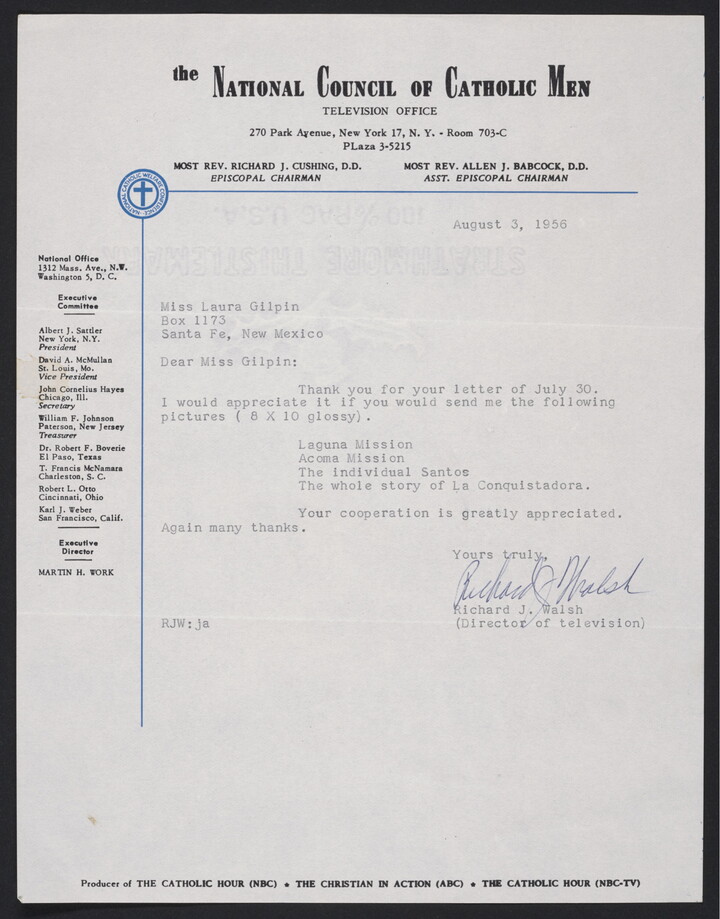 the NATIONAL COUNCIL OF CATHOLIC MEN
TELEVISION OFFICE
270 Park Avenue, New York 17, N. Y. - Room 703-C
PLaza 3-5215
MOST REV. RICHARD J. CUSHING, D.D.
EPISCOPAL CHAIRMAN
MOST REV. ALLEN J. BABCOCK, D.D.
ASST. EPISCOPAL CHAIRMAN
NATIONAL CATHOLIC WELFARE CONFERENCE
STRATHMORE THISTLEMARK
100% RAG U.S.A.
August 3, 1956
National Office
1312 Mass. Ave., N.W.
Washington 5, D. C.
Executive
Committee
Albert J. Sattler
New York, N.Y.
President
David A. McMullan
St. Louis, Mo.
Vice President
John Cornelius Hayes
Chicago, Ill.
Secretary
William F. Johnson
Paterson, New Jersey
Treasurer
Dr. Robert F. Boverie
El Paso, Texas
T. Francis McNamara
Charleston, S. C.
Robert L. Otto
Cincinnati, Ohio
Karl J. Weber
San Francisco, Calif.
Executive
Director
MARTIN H. WORK
Miss Laura Gilpin
Box 1173
Santa Fe, New Mexico
Dear Miss Gilpin:
Thank you for your letter of July 30.
I would appreciate it if you would send me the following
pictures ( 8 X 10 glossy).
Laguna Mission
Acoma Mission
The individual Santos
The whole story of La Conquistadora.
Your cooperation is greatly appreciated.
Again many thanks.
Yours truly,
Richard J Walsh
Richard J. Walsh
(Director of television)
RJW:ja
Producer of THE CATHOLIC HOUR (NBC) • THE CHRISTIAN IN ACTION (ABC) • THE CATHOLIC HOUR (NBC-TV)